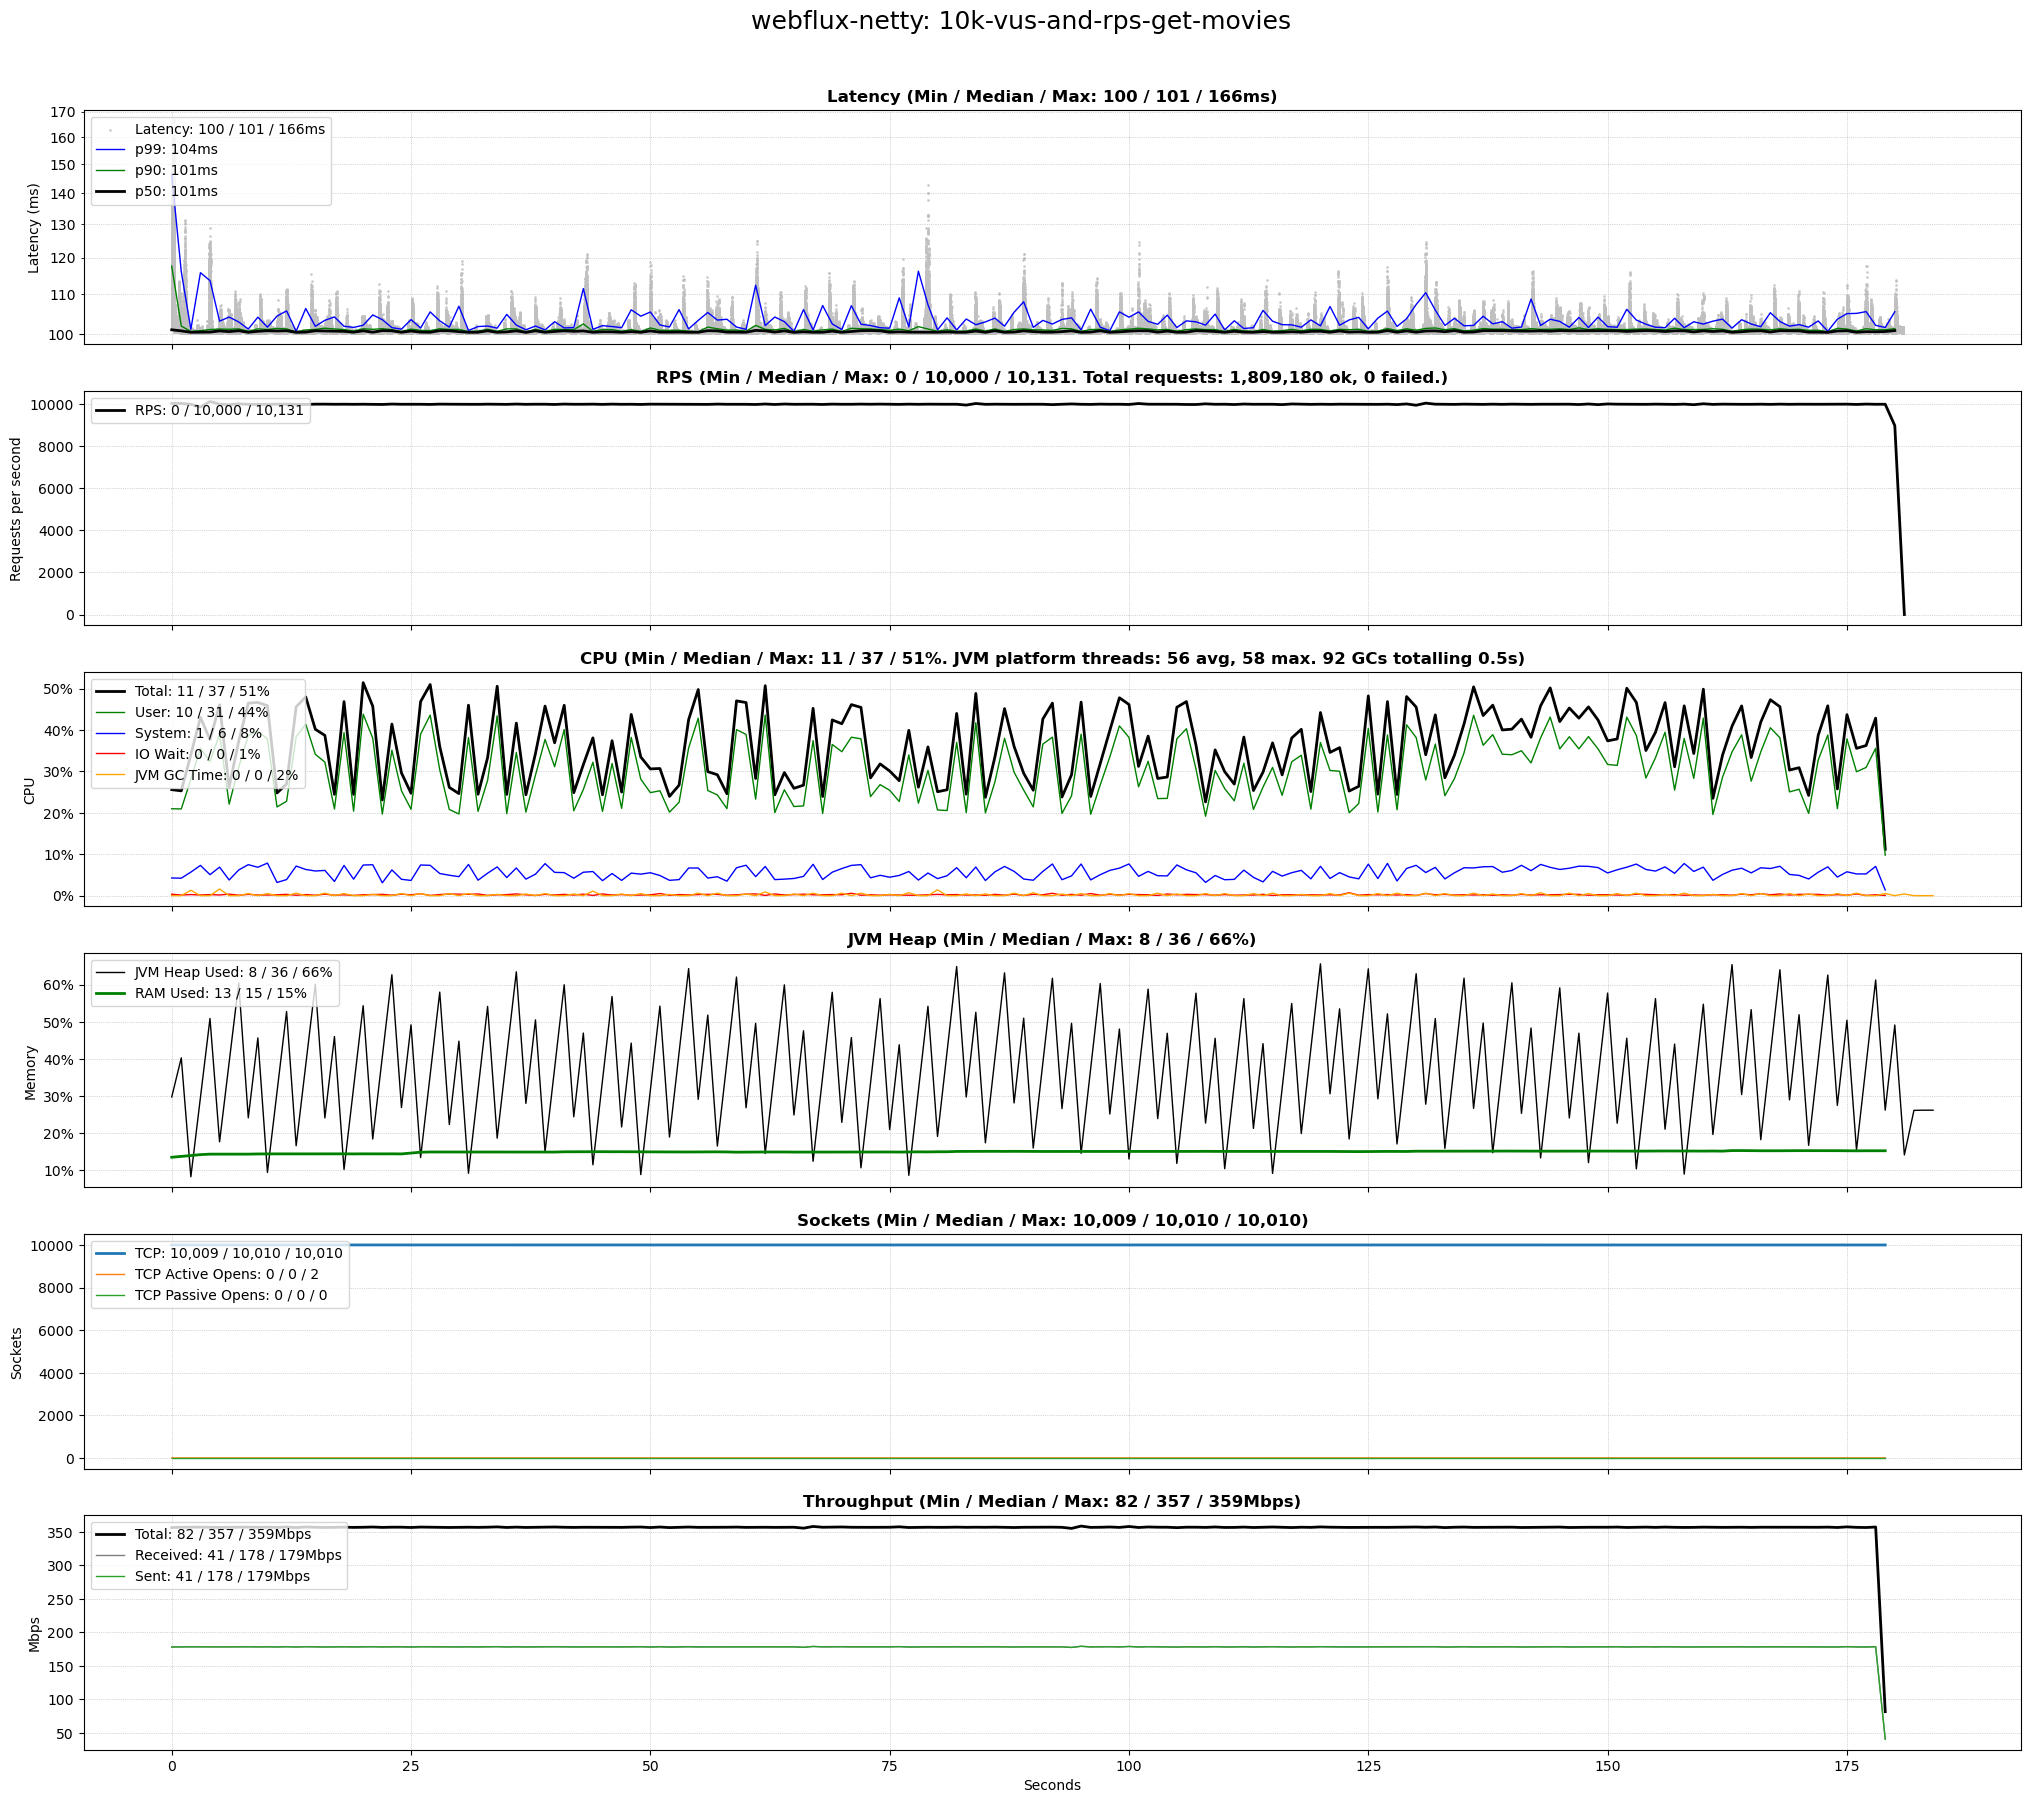 webflux-netty: 10k-vus-and-rps-get-movies
Latency (Min / Median / Max: 100 / 101 / 166ms)
170
160
150
140
130
120
110
100
Latency (ms)
Latency: 100 / 101 / 166ms
p99: 104ms
p90: 101ms
p50: 101ms
RPS (Min / Median / Max: 0 / 10,000 / 10,131. Total requests: 1,809,180 ok, 0 failed.)
10000
8000
6000
4000
2000
0
Requests per second
RPS: 0 / 10,000 / 10,131
CPU (Min / Median / Max: 11 / 37 / 51%. JVM platform threads: 56 avg, 58 max. 92 GCs totalling 0.5s)
50%
40%
30%
20%
10%
0%
CPU
Total: 11 / 37 / 51%
User: 10 / 31 / 44%
System: 1 / 6 / 8%
IO Wait: 0 / 0 / 1%
JVM GC Time: 0 / 0 / 2%
JVM Heap (Min / Median / Max: 8 / 36 / 66%)
60%
50%
40%
30%
20%
10%
Memory
JVM Heap Used: 8 / 36 / 66%
RAM Used: 13 / 15 / 15%
Sockets (Min / Median / Max: 10,009 / 10,010 / 10,010)
10000
8000
6000
4000
2000
0
Sockets
TCP: 10,009 / 10,010 / 10,010
TCP Active Opens: 0 / 0 / 2
TCP Passive Opens: 0 / 0 / 0
Throughput (Min / Median / Max: 82 / 357 / 359Mbps)
350
300
250
200
150
100
50
Mbps
Total: 82 / 357 / 359Mbps
Received: 41 / 178 / 179Mbps
Sent: 41 / 178 / 179Mbps
0 25 50 75 100 125 150 175
Seconds